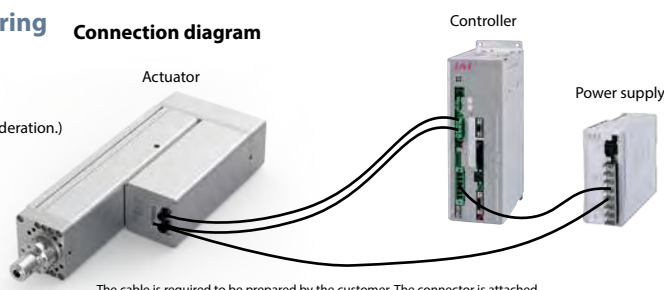 ring
Connection diagram
Controller
Actuator
Power supply
deration.)
IAI
The cable is required to be prepared by the customer. The connector is attached